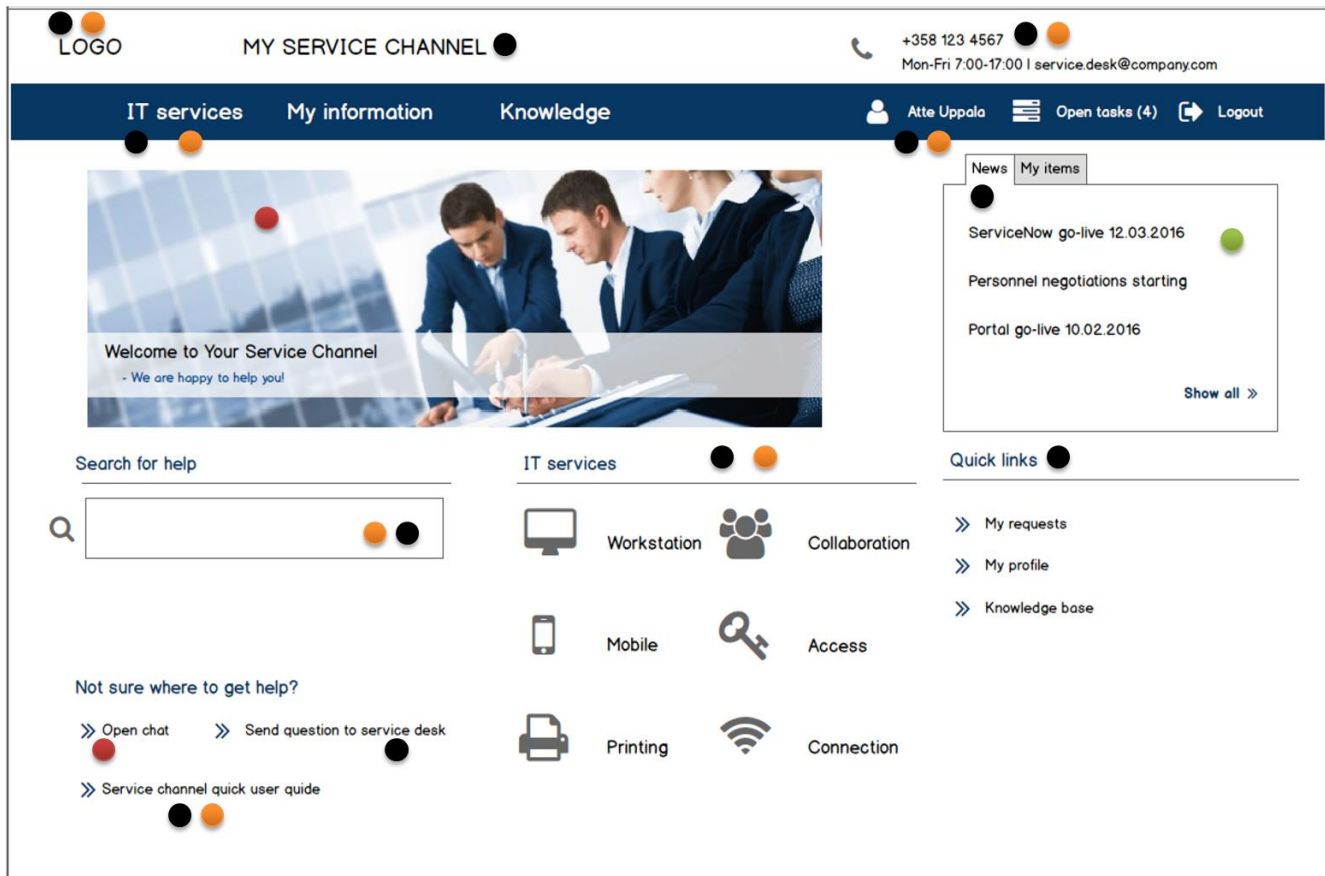 LOGO
MY SERVICE CHANNEL
+358 123 4567
Mon-Fri 7:00-17:00 | service.desk@company.com
IT services
My information
Knowledge
Atte Uppala
Open tasks (4)
Logout
News
My items
ServiceNow go-live 12.03.2016
Personnel negotiations starting
Portal go-live 10.02.2016
Show all
Welcome to Your Service Channel
- We are happy to help you!
Search for help
IT services
Workstation
Collaboration
Mobile
Access
Printing
Connection
Quick links
My requests
My profile
Knowledge base
Not sure where to get help?
Open chat
Send question to service desk
Service channel quick user guide